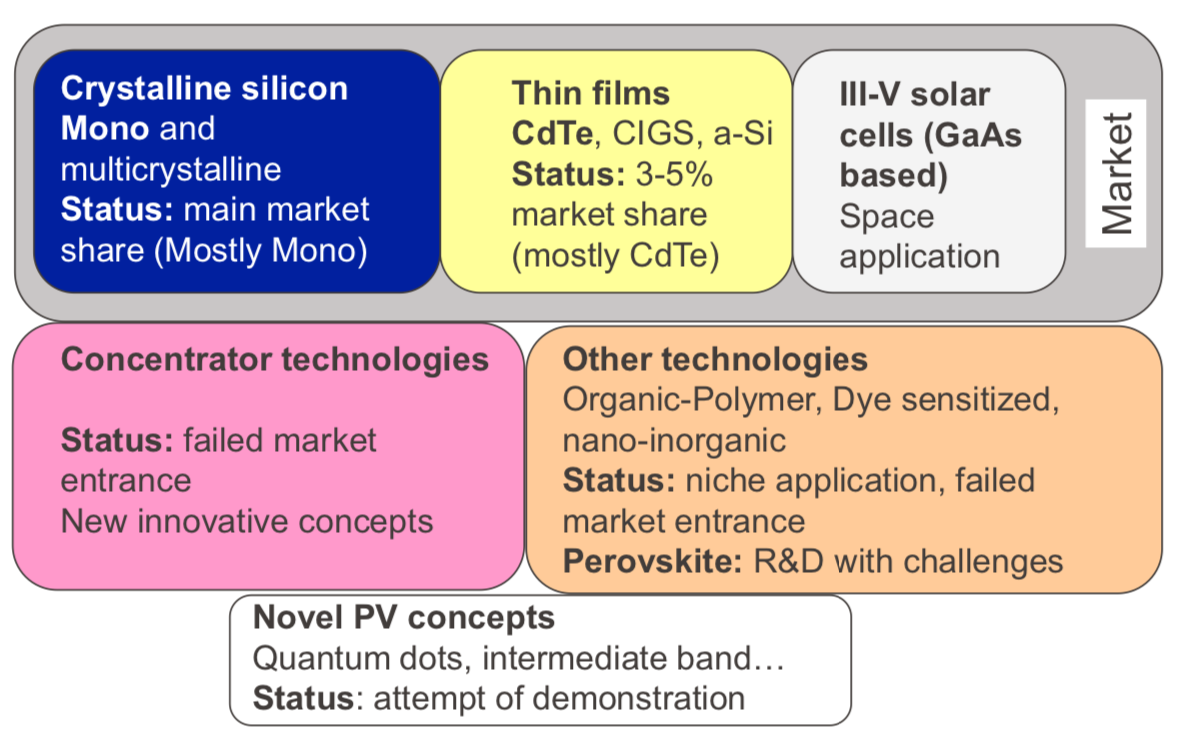 Crystalline silicon
Mono and
multicrystalline
Status: main market
share (Mostly Mono)
Thin films
CdTe, CIGS, a-Si
Status: 3-5%
market share
(mostly CdTe)
III-V solar
cells (GaAs
based)
Space
application
Market
Concentrator technologies
Status: failed market
entrance
New innovative concepts
Other technologies
Organic-Polymer, Dye sensitized,
nano-inorganic
Status: niche application, failed
market entrance
Perovskite: R&D with challenges
Novel PV concepts
Quantum dots, intermediate band…
Status: attempt of demonstration